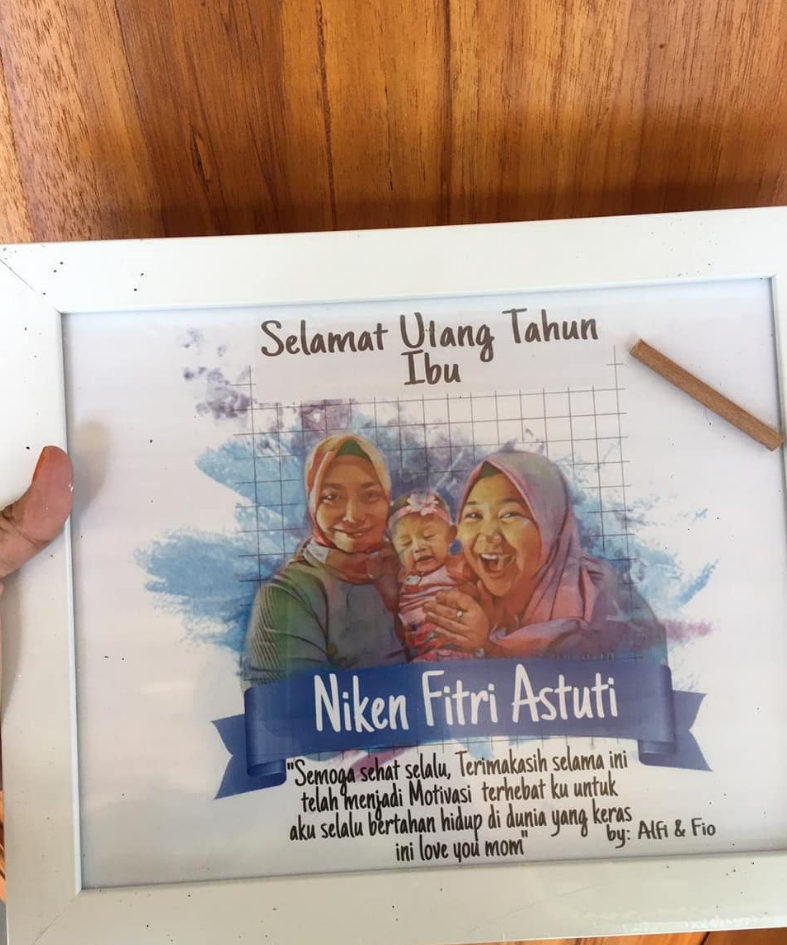 Selamat Ulang Tahun
Ibu
Niken Fitri Astuti
"Semoga sehat selalu, Terimakasih selama ini
telah menjadi Motivasi terhebat ku untuk
aku selalu bertahan hidup di dunia yang keras
ini love you mom"
by: Alfi & Fio